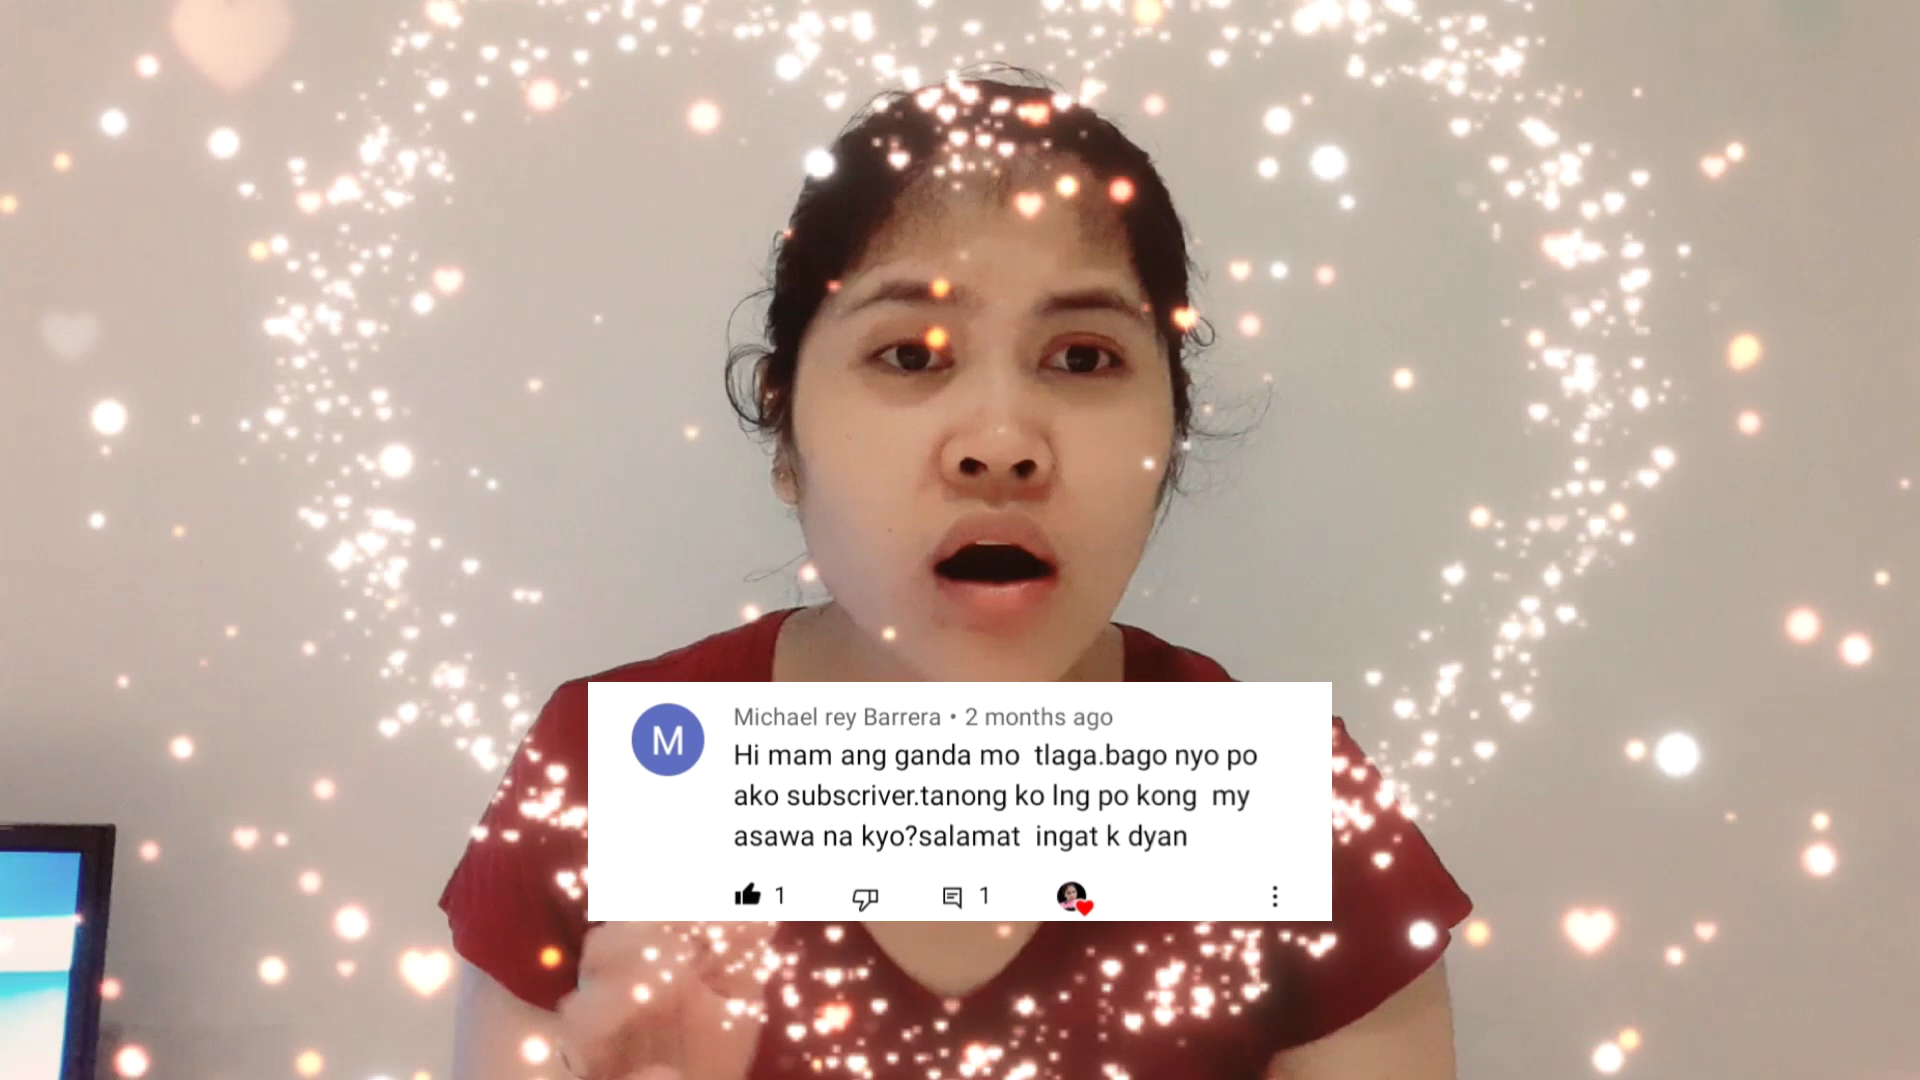 M
Michael rey Barrera • 2 months ago
Hi mam ang ganda mo tlaga.bago nyo po
ako subscriver.tanong ko lng po kong my
asawa na kyo?salamat ingat k dyan
1 1